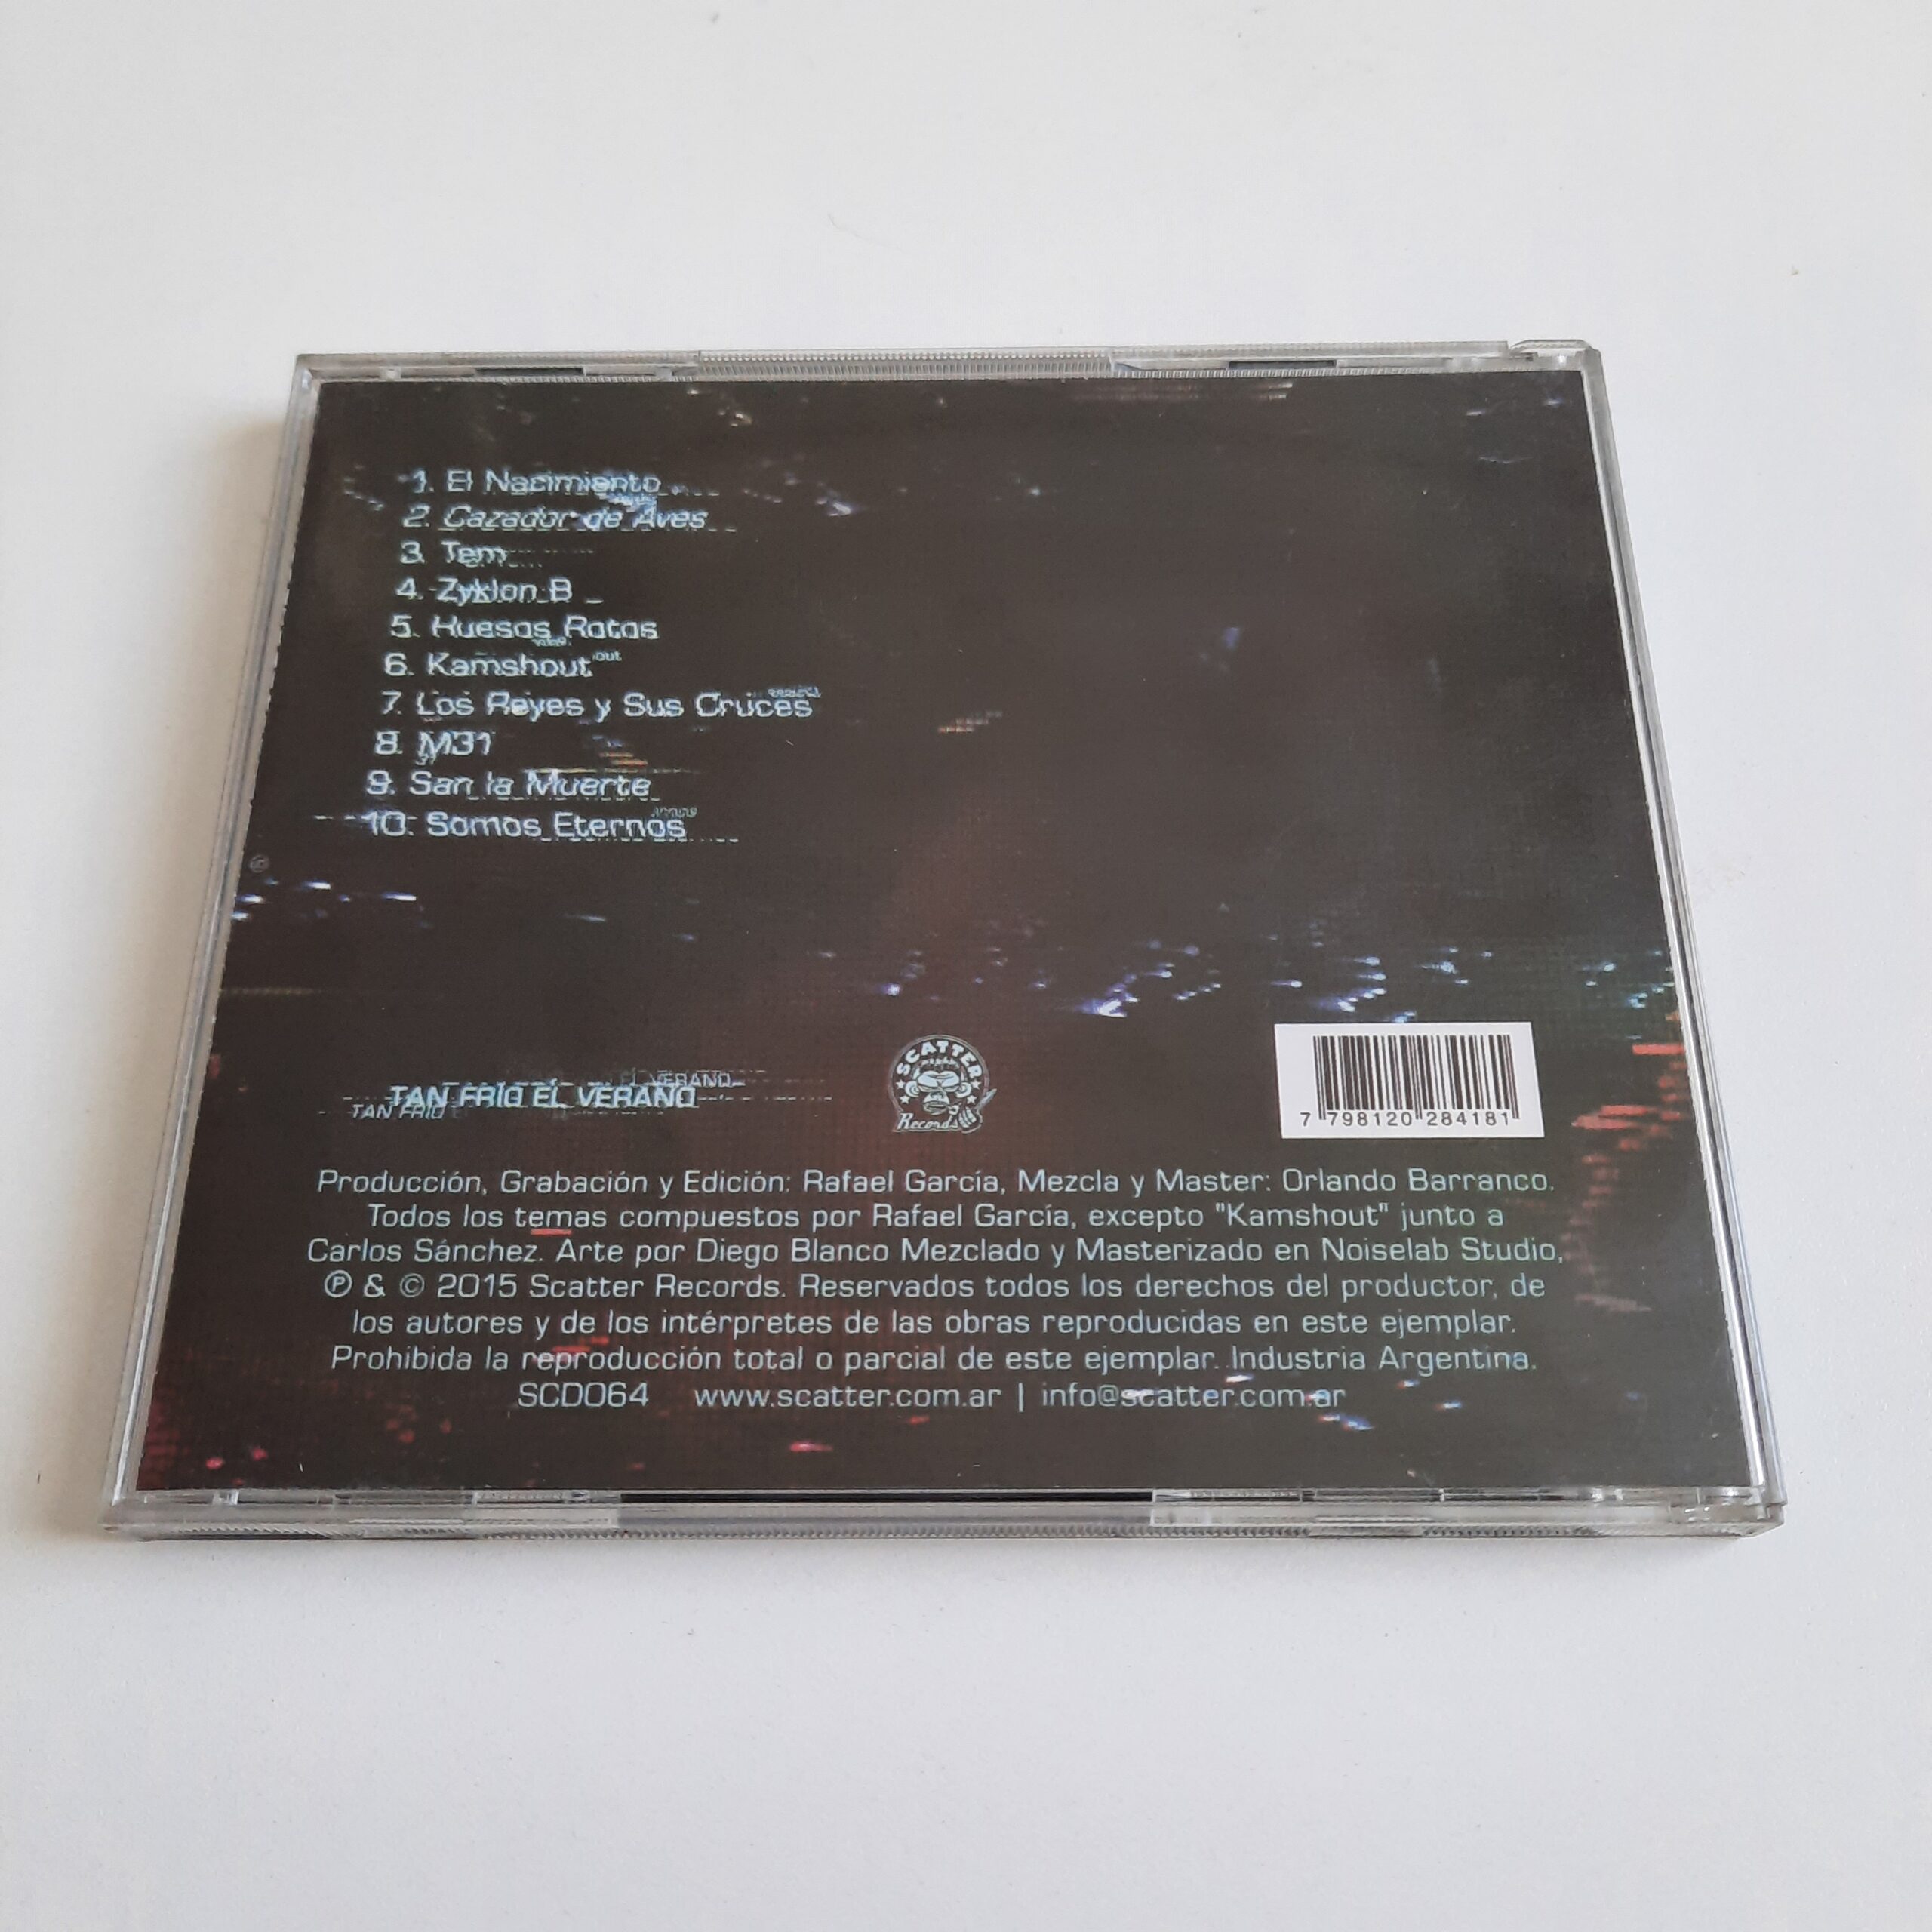 1. El Nacimiento
2. Cazador de Aves
3. Tem
4. Zyklon B
5. Huesos Rotos
6. Kamshout
7. Los Reyes y Sus Cruces
8. M31
9. San la Muerte
10. Somos Eternos
EL VERANO
TAN FRIO EL VERANO
TAN FRIO
SCATTER
Records
7 798120 284181
Producción, Grabación y Edición: Rafael García, Mezcla y Master: Orlando Barranco.
Todos los temas compuestos por Rafael García, excepto "Kamshout" junto a
Carlos Sánchez. Arte por Diego Blanco Mezclado y Masterizado en Noiselab Studio,
℗ & © 2015 Scatter Records. Reservados todos los derechos del productor, de
los autores y de los intérpretes de las obras reproducidas en este ejemplar.
Prohibida la reproducción total o parcial de este ejemplar. Industria Argentina.
SCD064 www.scatter.com.ar | info@scatter.com.ar